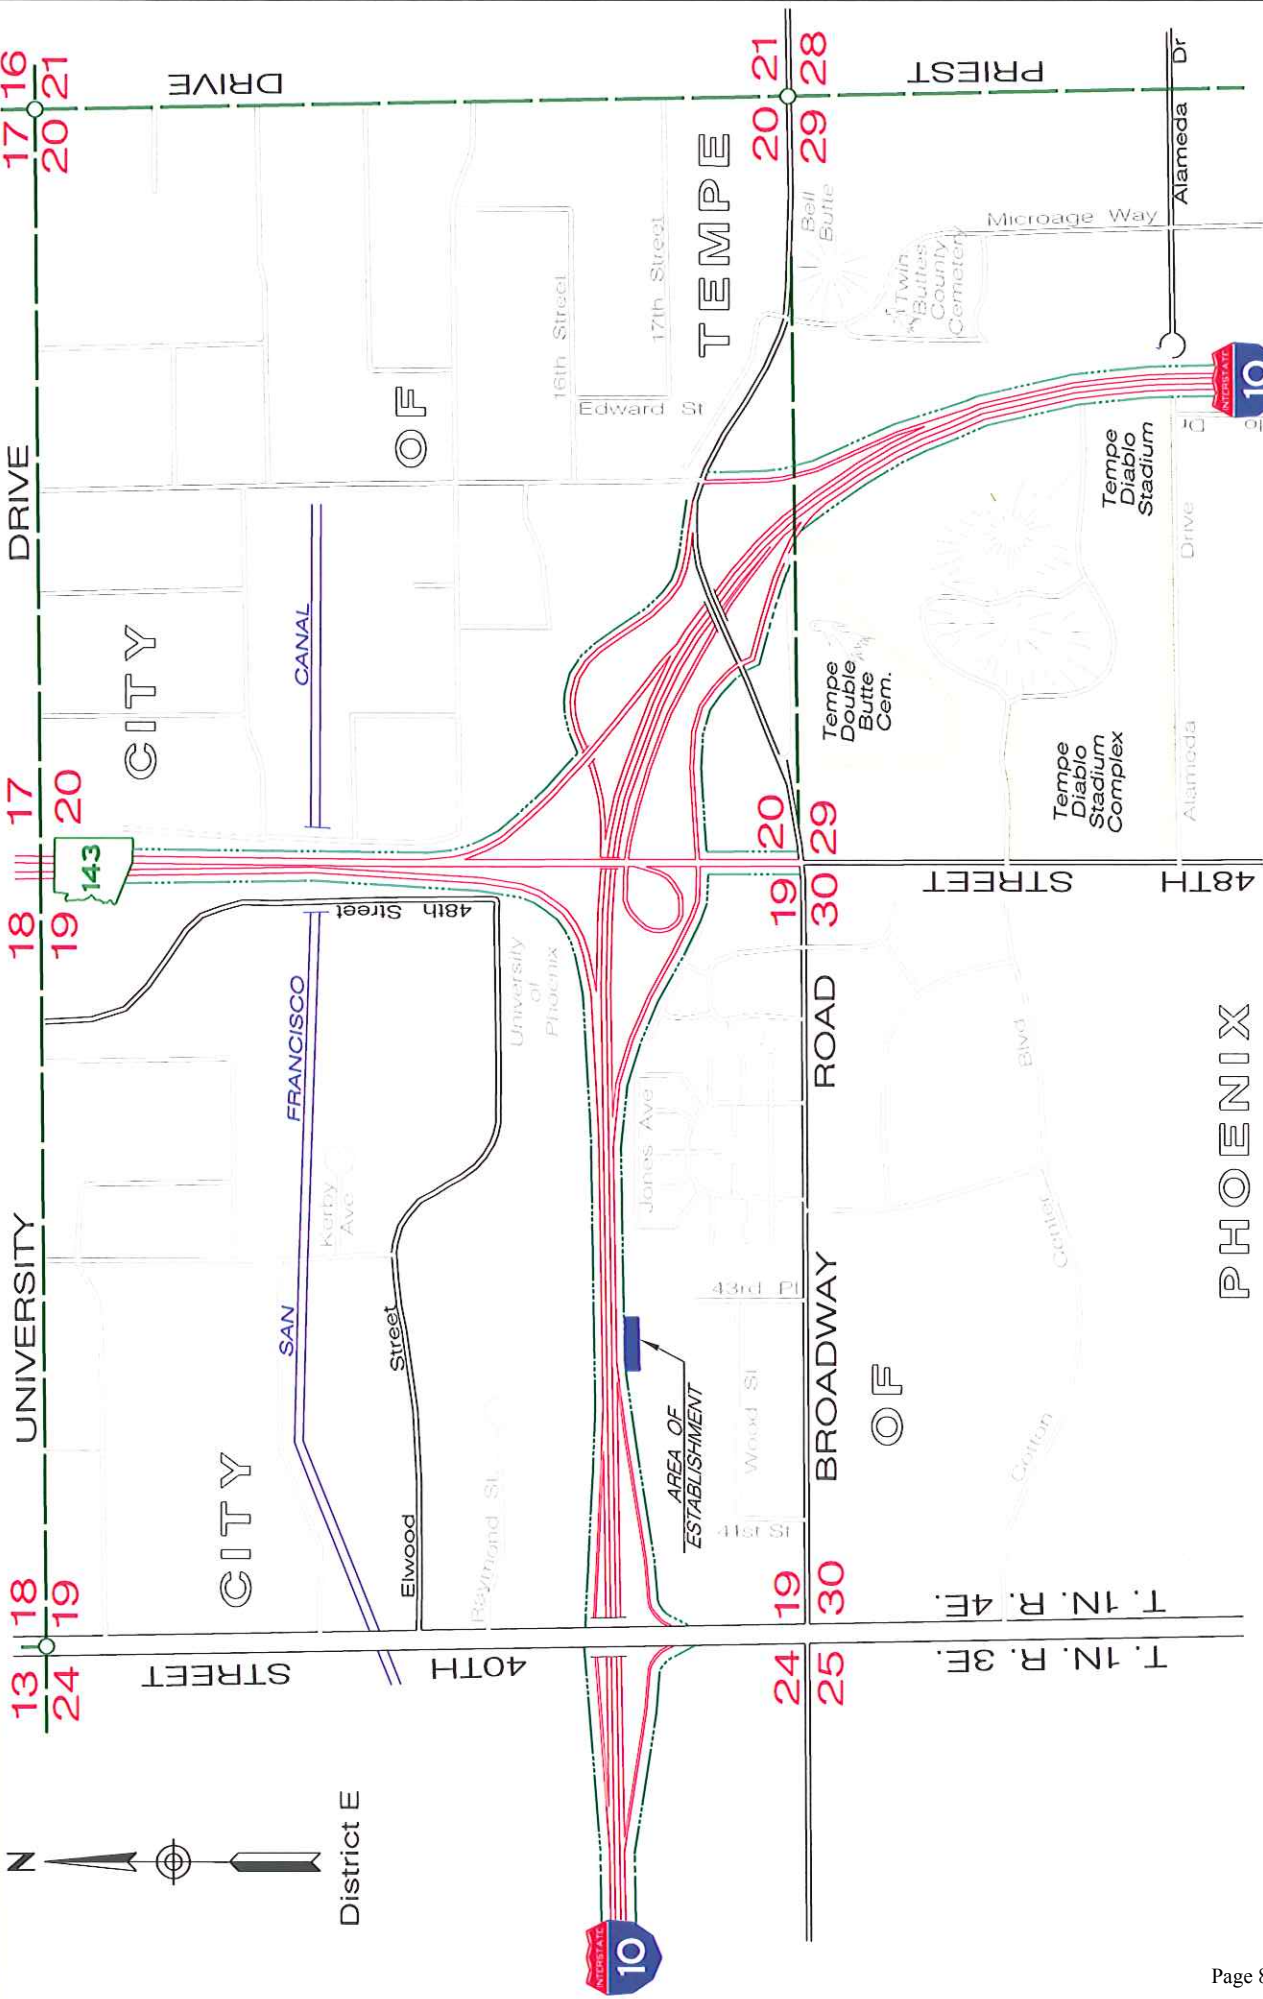 N
District E
INTERSTATE
10
13
18
24
19
UNIVERSITY
DRIVE
18
17
19
20
143
17
16
20
21
STREET
40TH
CITY
OF
PHOENIX
SAN
FRANCISCO
CANAL
Elwood
Street
48th Street
Kerby
Ave
Raymond St.
University
of
Phoenix
CITY
OF
TEMPE
DRIVE
PRIEST
16th Street
17th Street
Edward St
20
21
29
28
Bell
Butte
Twin
Buttes
County
Cemetery
Microage Way
Alameda Dr
INTERSTATE
10
Tempe
Diablo
Stadium
Drive
Alameda
Tempe
Double
Butte
Cem.
Tempe
Diablo
Stadium
Complex
20
29
19
30
48TH
STREET
Jones Ave
43rd Pl
Wood St
41st St
AREA OF
ESTABLISHMENT
BROADWAY
ROAD
Cotton
Center
Blvd
24
19
25
30
T. 1N. R. 4E.
T. 1N. R. 3E.
Page 8